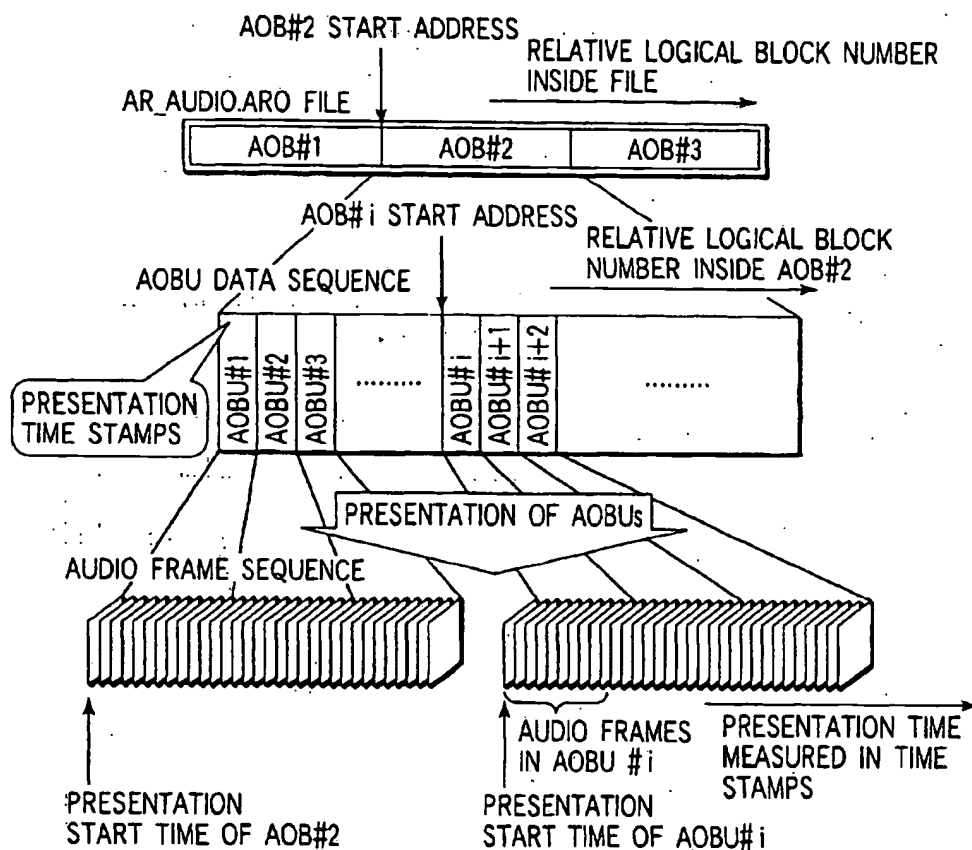 AOB#2 START ADDRESS
RELATIVE LOGICAL BLOCK NUMBER
INSIDE FILE
AR_AUDIO.ARO FILE
AOB#1
AOB#2
AOB#3
AOB#i START ADDRESS
RELATIVE LOGICAL BLOCK
NUMBER INSIDE AOB#2
AOBU DATA SEQUENCE
AOBU#1
AOBU#2
AOBU#3
.........
AOBU#i
AOBU#i+1
AOBU#i+2
.........
PRESENTATION
TIME STAMPS
PRESENTATION OF AOBUs
AUDIO FRAME SEQUENCE
AUDIO FRAMES
IN AOBU #i
PRESENTATION TIME
MEASURED IN TIME
STAMPS
PRESENTATION
START TIME OF AOB#2
PRESENTATION
START TIME OF AOBU#i